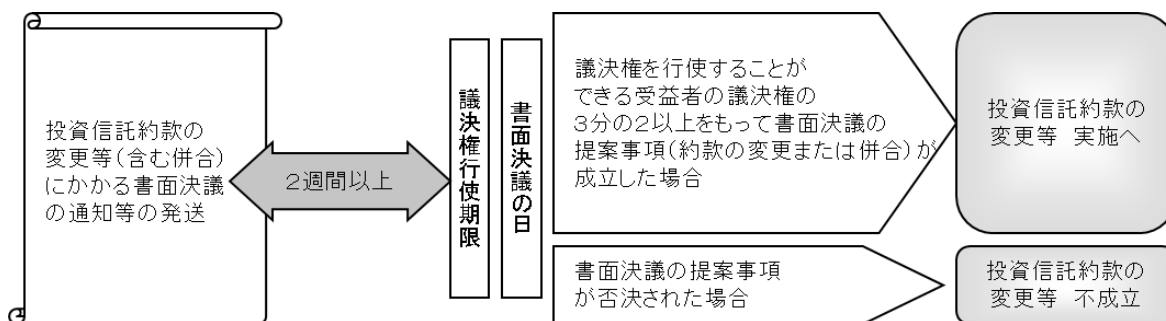 投資信託約款の
変更等(含む併合)
にかかる書面決議
の通知等の発送
２週間以上
議決権行使期限
書面決議の日
議決権を行使することが
できる受益者の議決権の
３分の２以上をもって書面決議の
提案事項(約款の変更または併合)が
成立した場合
投資信託約款の
変更等 実施へ
書面決議の提案事項
が否決された場合
投資信託約款の
変更等 不成立